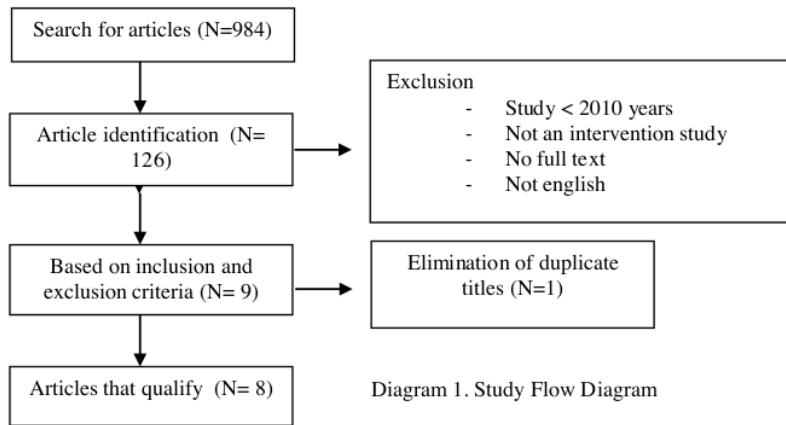 Search for articles (N=984)
Article identification (N=
126)
Exclusion
- Study < 2010 years
- Not an intervention study
- No full text
- Not english
Based on inclusion and
exclusion criteria (N= 9)
Elimination of duplicate
titles (N=1)
Articles that qualify (N= 8)
Diagram 1. Study Flow Diagram